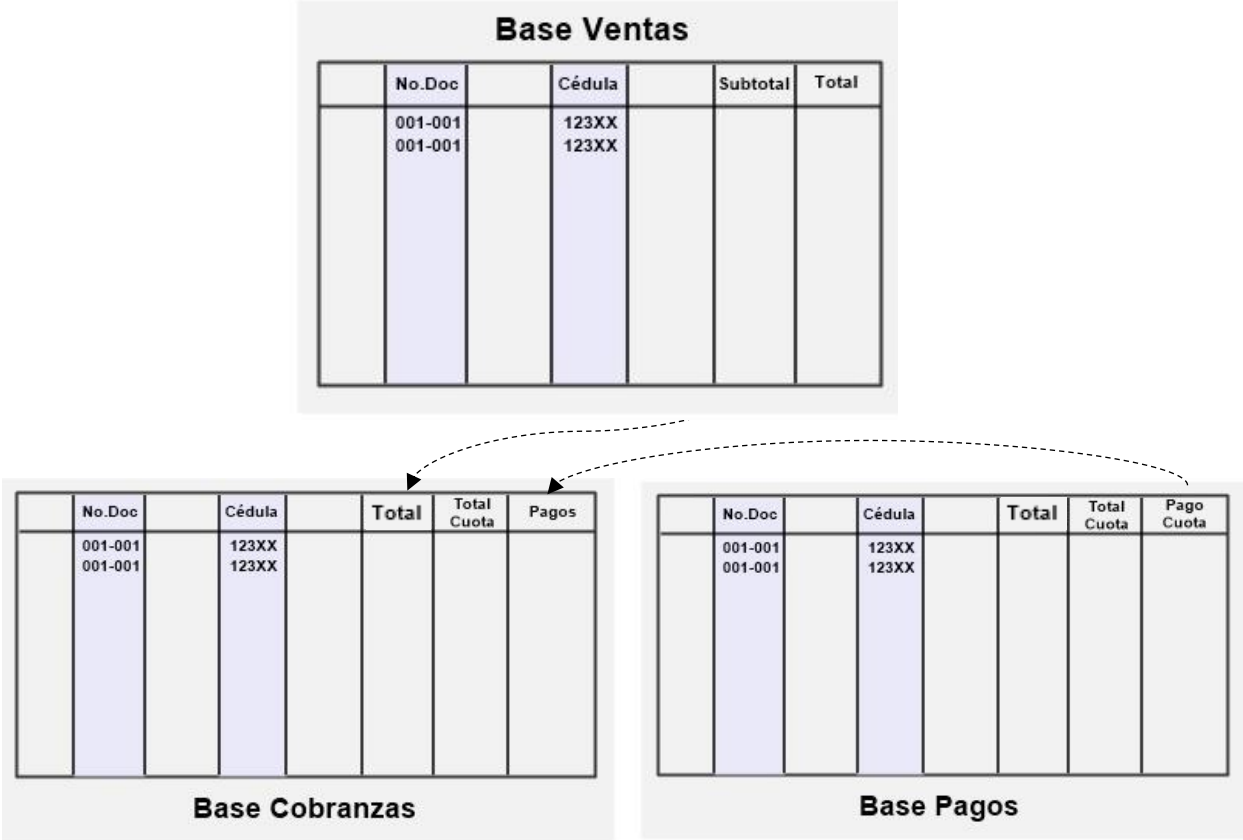 Base Ventas
No.Doc Cédula Subtotal Total
001-001 123XX
001-001 123XX
No.Doc Cédula Total Total Cuota Pagos
001-001 123XX
001-001 123XX
Base Cobranzas
No.Doc Cédula Total Total Cuota Pago Cuota
001-001 123XX
001-001 123XX
Base Pagos